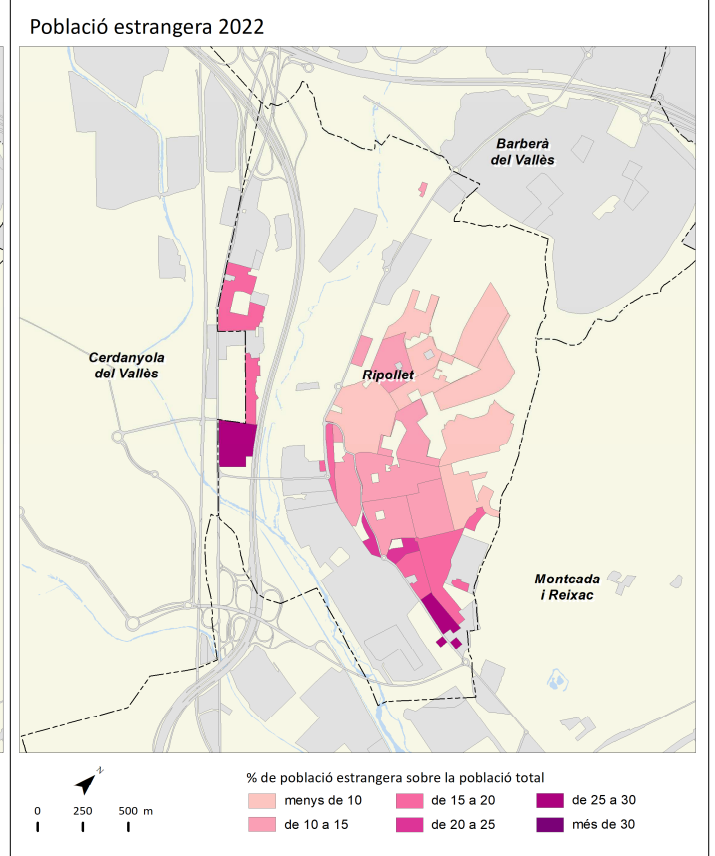 Població estrangera 2022
Barberà
del Vallès
Cerdanyola
del Vallès
Ripollet
Montcada
i Reixac
N
0 250 500 m
% de població estrangera sobre la població total
menys de 10
de 15 a 20
de 25 a 30
de 10 a 15
de 20 a 25
més de 30